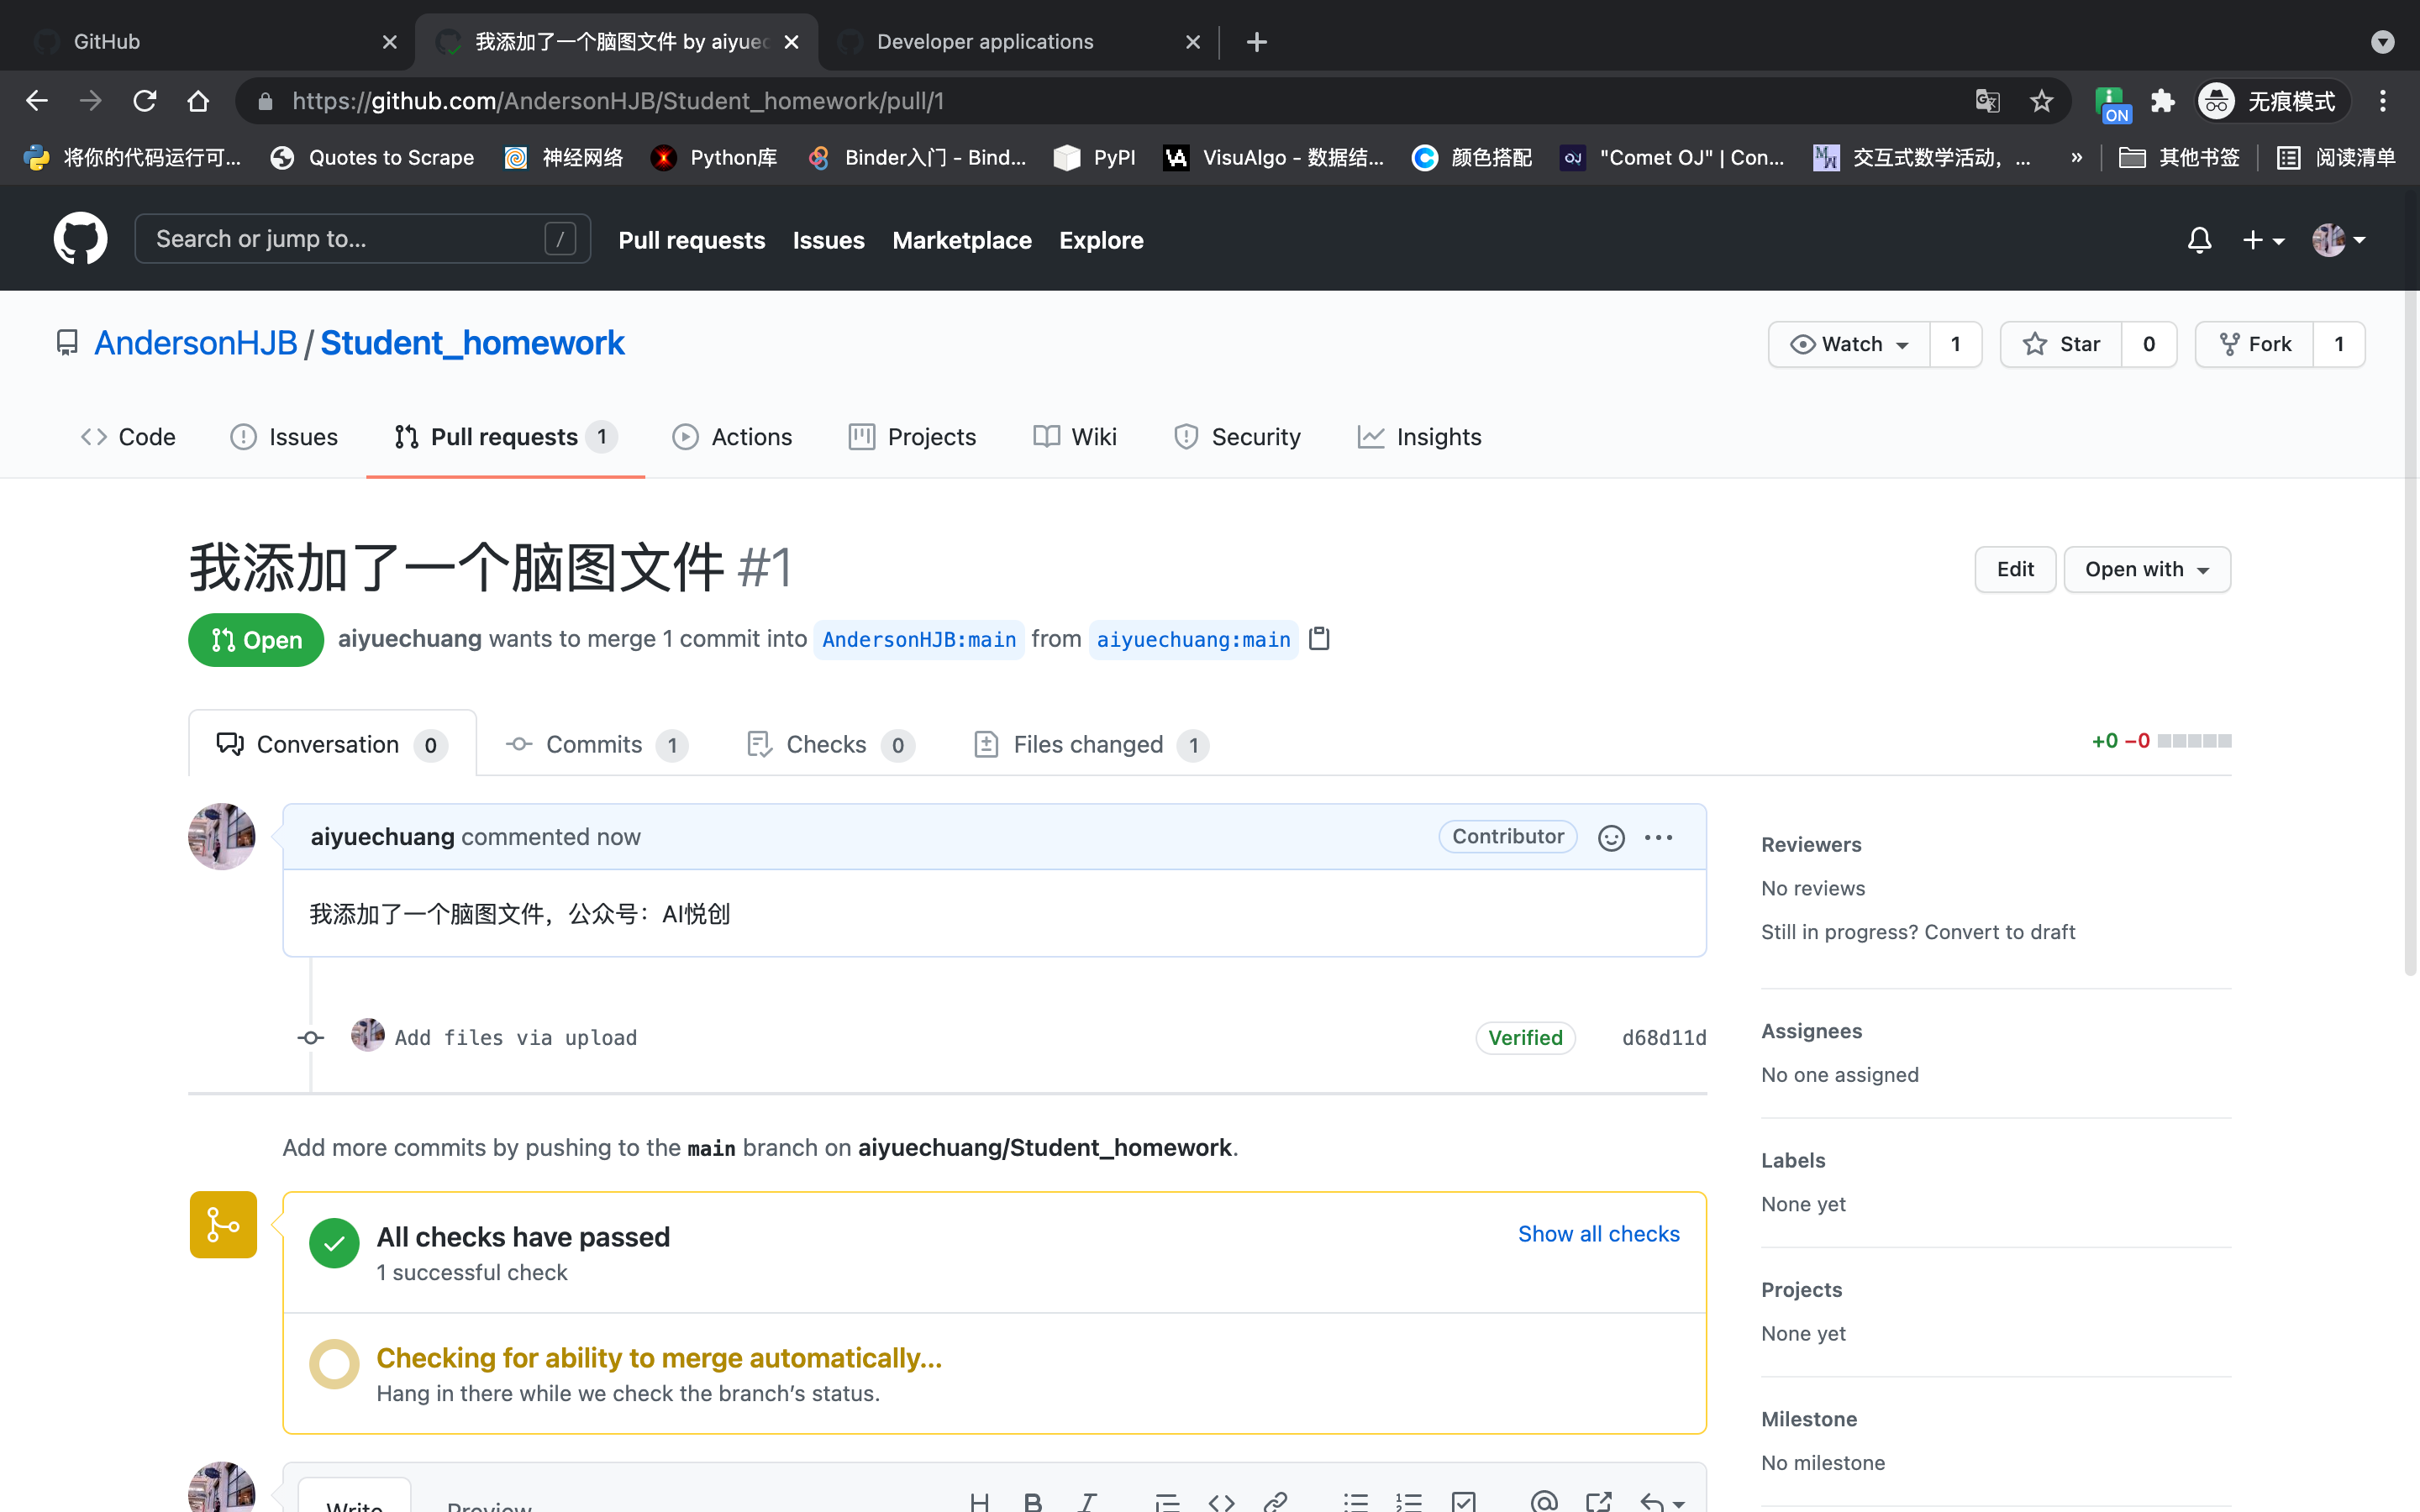 GitHub
我添加了一个脑图文件 by aiyuec
Developer applications
https://github.com/AndersonHJB/Student_homework/pull/1
ON
无痕模式
将你的代码运行可...
Quotes to Scrape
神经网络
Python库
Binder入门 - Bind...
PyPI
VisuAlgo - 数据结...
颜色搭配
"Comet OJ" | Con...
交互式数学活动，...
»
其他书签
阅读清单
Search or jump to...
/
Pull requests
Issues
Marketplace
Explore
AndersonHJB / Student_homework
Watch 1
Star 0
Fork 1
Code
Issues
Pull requests 1
Actions
Projects
Wiki
Security
Insights
我添加了一个脑图文件 #1
Edit
Open with
Open
aiyuechuang wants to merge 1 commit into AndersonHJB:main from aiyuechuang:main
Conversation 0
Commits 1
Checks 0
Files changed 1
+0 −0
aiyuechuang commented now
Contributor
我添加了一个脑图文件，公众号：AI悦创
Add files via upload
Verified
d68d11d
Add more commits by pushing to the main branch on aiyuechuang/Student_homework.
All checks have passed
1 successful check
Show all checks
Checking for ability to merge automatically...
Hang in there while we check the branch’s status.
Write
Preview
Reviewers
No reviews
Still in progress? Convert to draft
Assignees
No one assigned
Labels
None yet
Projects
None yet
Milestone
No milestone